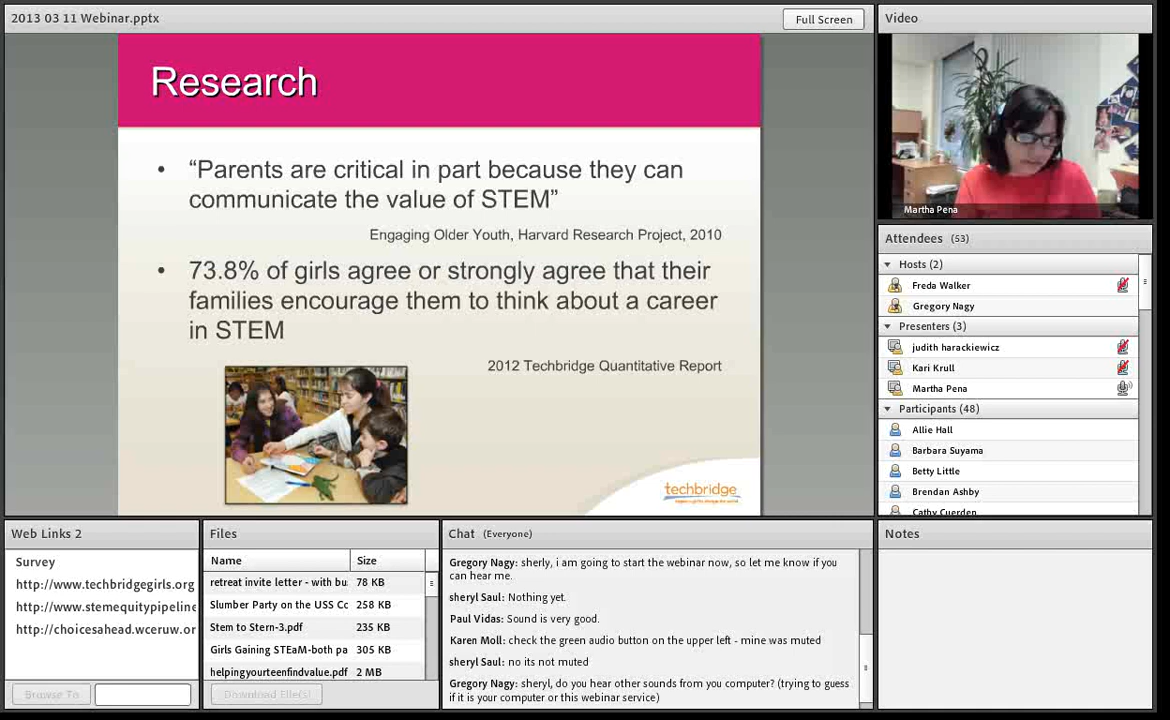 2013 03 11 Webinar.pptx
Full Screen
Research
• “Parents are critical in part because they can
communicate the value of STEM”
Engaging Older Youth, Harvard Research Project, 2010
• 73.8% of girls agree or strongly agree that their
families encourage them to think about a career
in STEM
2012 Techbridge Quantitative Report
techbridge
Video
Martha Pena
Attendees (53)
Hosts (2)
Freda Walker
Gregory Nagy
Presenters (3)
judith harackiewicz
Kari Krull
Martha Pena
Participants (48)
Allie Hall
Barbara Suyama
Betty Little
Brendan Ashby
Cathy Cuerden
Web Links 2
Survey
http://www.techbridgegirls.org
http://www.stemequitypipeline
http://choicesahead.wceruw.or
Browse To
Files
Name Size
retreat invite letter - with bu 78 KB
Slumber Party on the USS Co 258 KB
Stem to Stern-3.pdf 235 KB
Girls Gaining STEaM-both pa 305 KB
helpingyourteenfindvalue.pdf 2 MB
Download File(s)
Chat (Everyone)
Gregory Nagy: sherly, i am going to start the webinar now, so let me know if you
can hear me.
sheryl Saul: Nothing yet.
Paul Vidas: Sound is very good.
Karen Moll: check the green audio button on the upper left - mine was muted
sheryl Saul: no its not muted
Gregory Nagy: sheryl, do you hear other sounds from you computer? (trying to guess
if it is your computer or this webinar service)
Notes